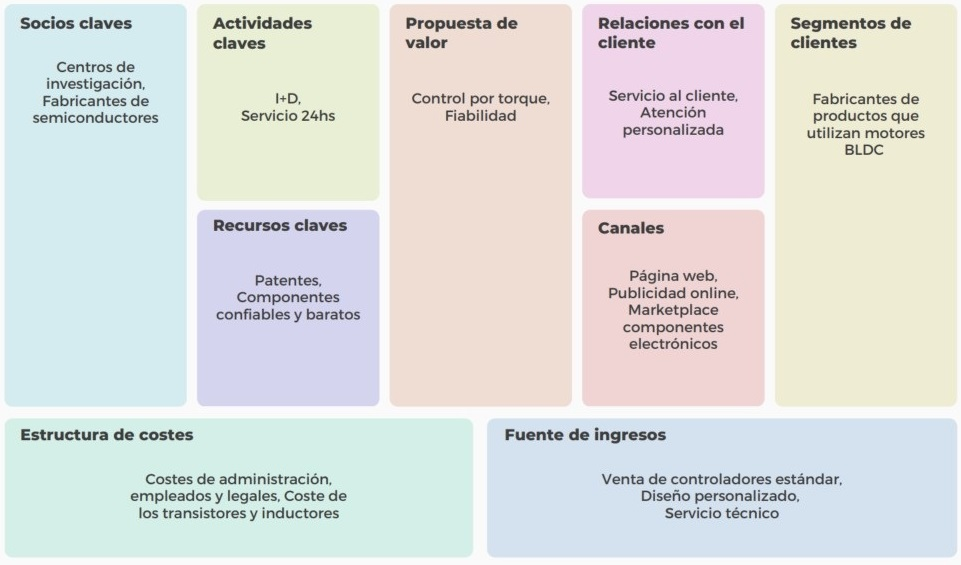 Socios claves
Centros de
investigación,
Fabricantes de
semiconductores
Actividades
claves
I+D,
Servicio 24hs
Recursos claves
Patentes,
Componentes
confiables y baratos
Propuesta de
valor
Control por torque,
Fiabilidad
Relaciones con el
cliente
Servicio al cliente,
Atención
personalizada
Canales
Página web,
Publicidad online,
Marketplace
componentes
electrónicos
Segmentos de
clientes
Fabricantes de
productos que
utilizan motores
BLDC
Estructura de costes
Costes de administración,
empleados y legales, Coste de
los transistores y inductores
Fuente de ingresos
Venta de controladores estándar,
Diseño personalizado,
Servicio técnico